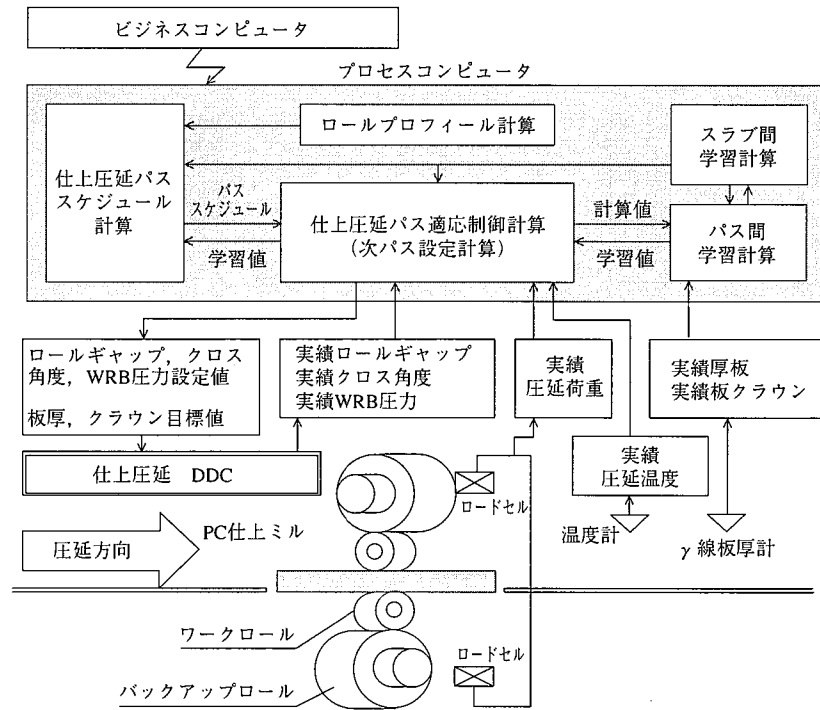 ビジネスコンピュータ
プロセスコンピュータ
ロールプロフィール計算
スラブ間
学習計算
仕上圧延パス
スケジュール
計算
パス
スケジュール
学習値
仕上圧延パス適応制御計算
(次パス設定計算)
計算値
学習値
パス間
学習計算
ロールギャップ，クロス
角度，WRB圧力設定値
板厚，クラウン目標値
実績ロールギャップ
実績クロス角度
実績WRB圧力
実績
圧延荷重
実績厚板
実績板クラウン
仕上圧延 DDC
ロードセル
実績
圧延温度
圧延方向
PC仕上ミル
温度計
γ線板厚計
ワークロール
ロードセル
バックアップロール